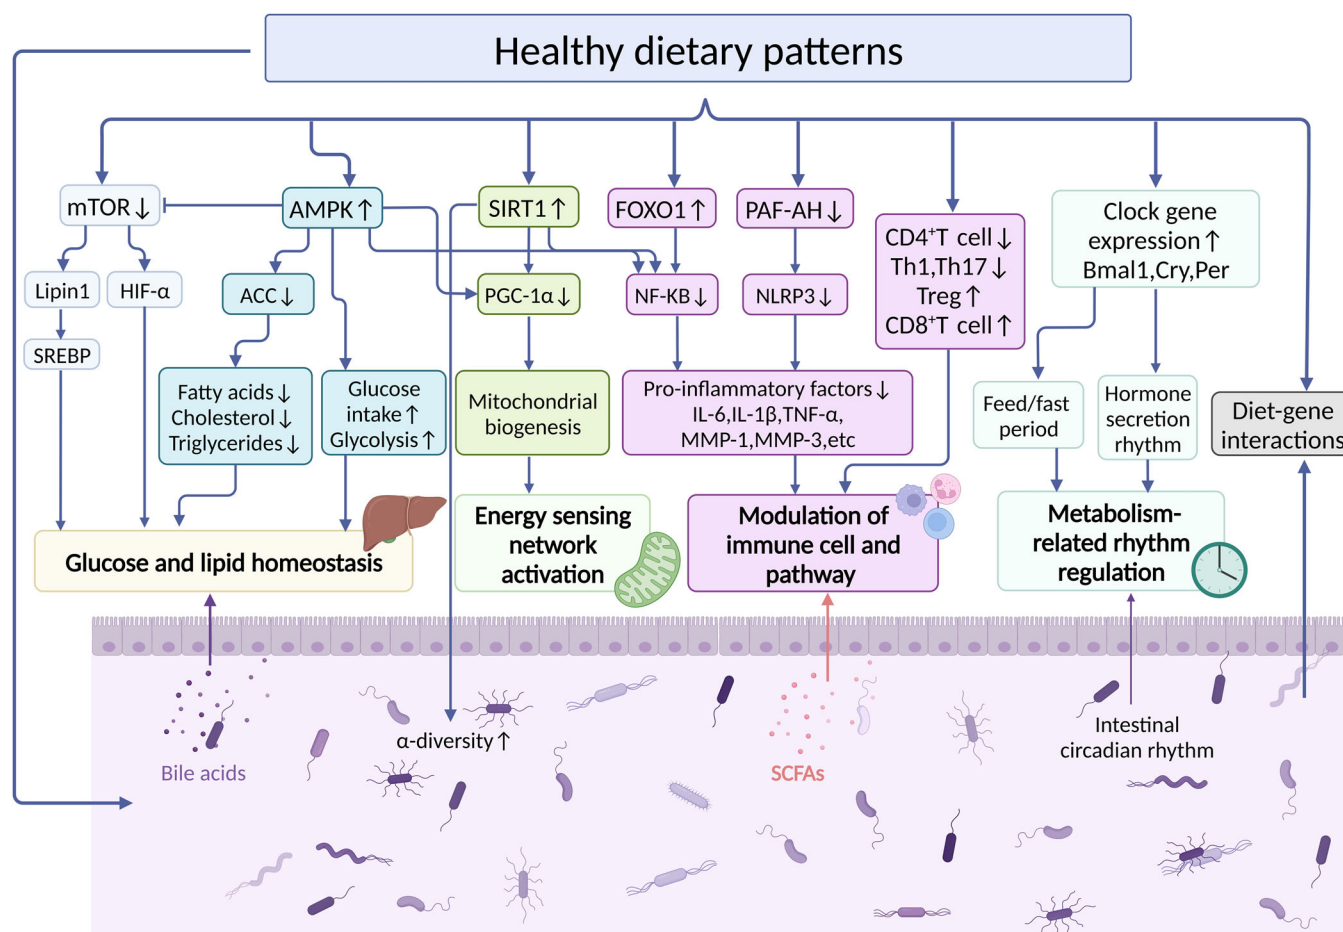 Healthy dietary patterns
mTOR↓
AMPK↑
SIRT1↑
FOXO1↑
PAF-AH↓
CD4⁺T cell↓
Th1,Th17↓
Treg↑
CD8⁺T cell↑
Clock gene
expression↑
Bmal1,Cry,Per
Lipin1
HIF-α
ACC↓
PGC-1α↓
NF-KB↓
NLRP3↓
SREBP
Fatty acids↓
Cholesterol↓
Triglycerides↓
Glucose
intake↑
Glycolysis↑
Mitochondrial
biogenesis
Pro-inflammatory factors↓
IL-6,IL-1β,TNF-α,
MMP-1,MMP-3,etc
Feed/fast
period
Hormone
secretion
rhythm
Diet-gene
interactions
Glucose and lipid homeostasis
Energy sensing
network
activation
Modulation of
immune cell and
pathway
Metabolism-
related rhythm
regulation
Bile acids
α-diversity↑
SCFAs
Intestinal
circadian rhythm